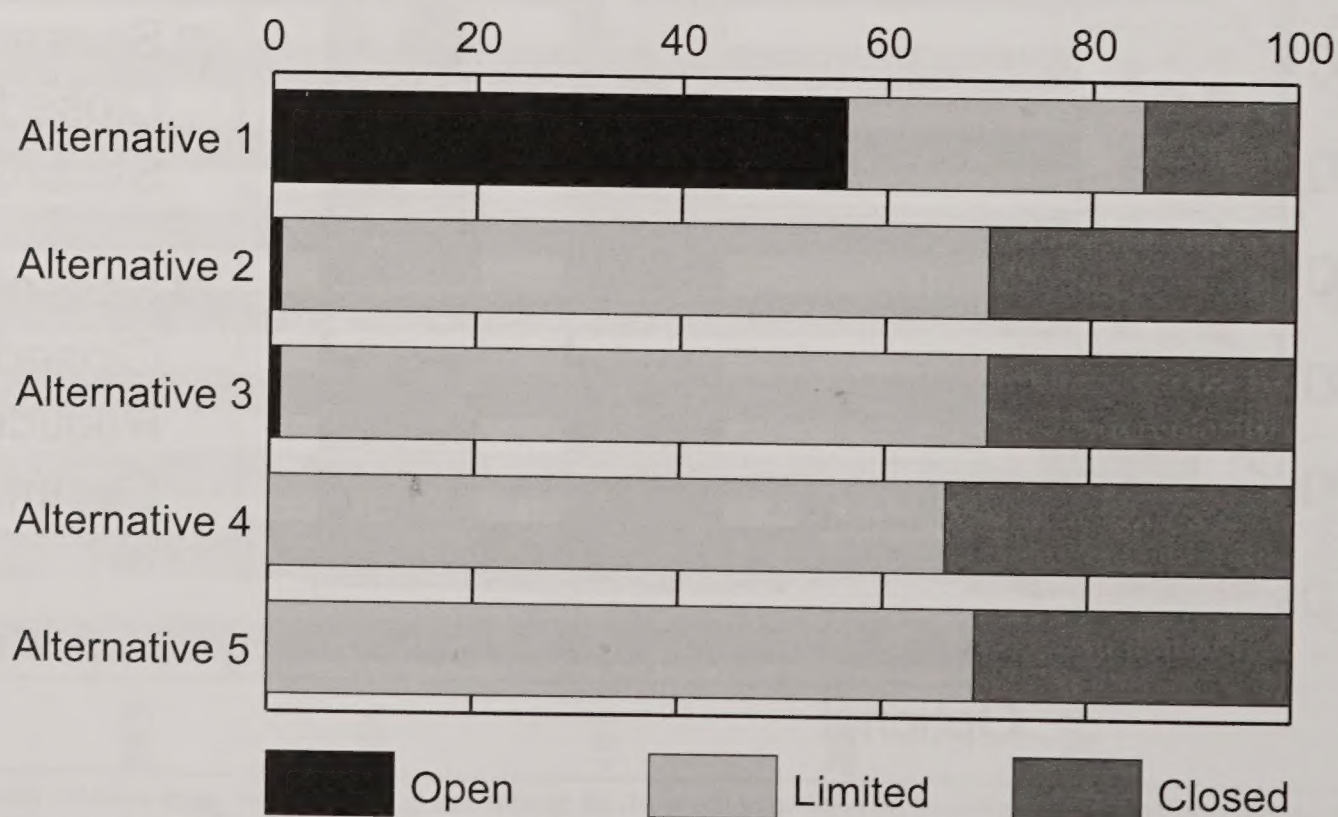 0 20 40 60 80 100
Alternative 1
Alternative 2
Alternative 3
Alternative 4
Alternative 5
Open Limited Closed